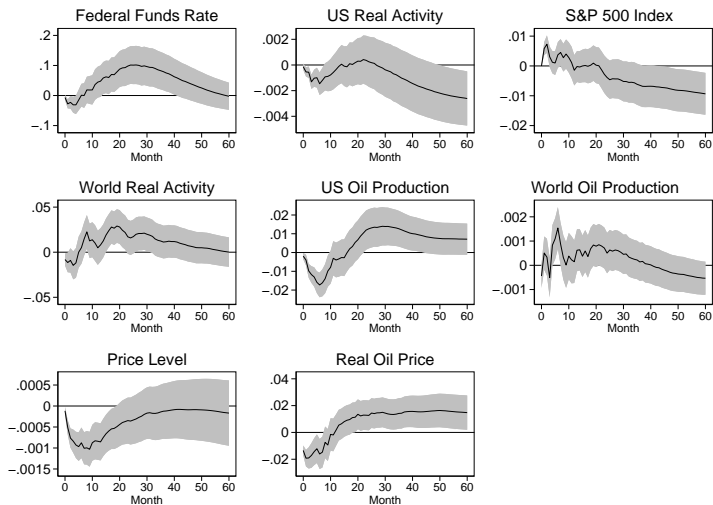 Federal Funds Rate
US Real Activity
S&P 500 Index
.2
.1
0
−.1
0 10 20 30 40 50 60
Month
.002
0
−.002
−.004
0 10 20 30 40 50 60
Month
.01
0
−.01
−.02
0 10 20 30 40 50 60
Month
World Real Activity
US Oil Production
World Oil Production
.05
0
−.05
0 10 20 30 40 50 60
Month
.02
.01
0
−.01
−.02
0 10 20 30 40 50 60
Month
.002
.001
0
−.001
0 10 20 30 40 50 60
Month
Price Level
Real Oil Price
.0005
0
−.0005
−.001
−.0015
0 10 20 30 40 50 60
Month
.04
.02
0
−.02
0 10 20 30 40 50 60
Month